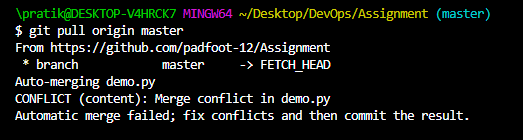 \pratik@DESKTOP-V4HRCK7 MINGW64 ~/Desktop/DevOps/Assignment (master)
$ git pull origin master
From https://github.com/padfoot-12/Assignment
 * branch            master     -> FETCH_HEAD
Auto-merging demo.py
CONFLICT (content): Merge conflict in demo.py
Automatic merge failed; fix conflicts and then commit the result.